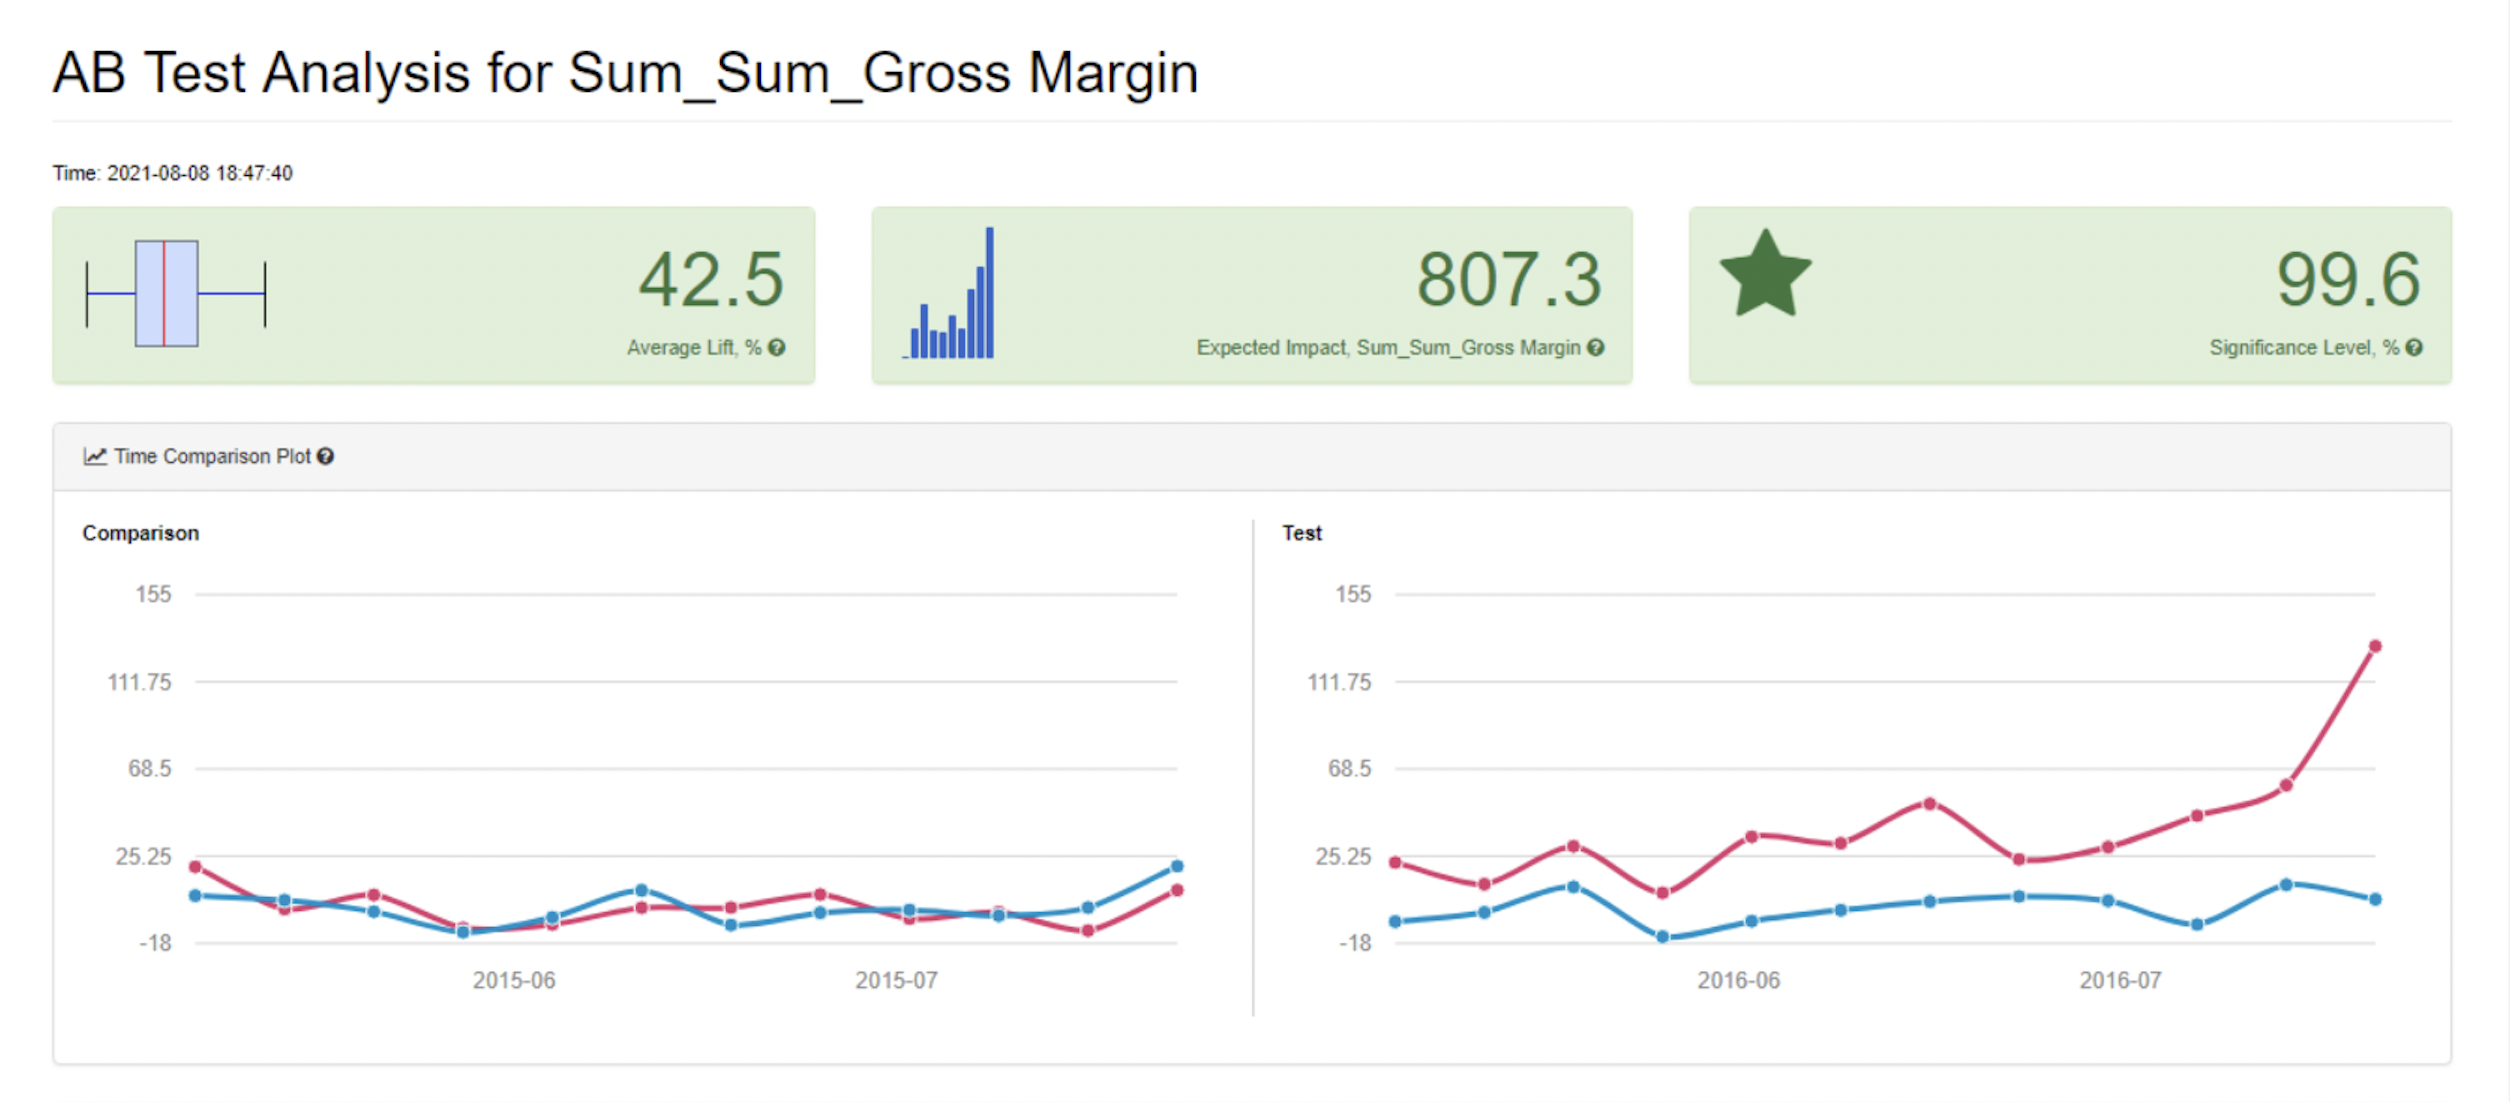 AB Test Analysis for Sum_Sum_Gross Margin
Time: 2021-08-08 18:47:40
42.5
Average Lift, %
807.3
Expected Impact, Sum_Sum_Gross Margin
99.6
Significance Level, %
Time Comparison Plot
Comparison
155
111.75
68.5
25.25
-18
2015-06 2015-07
Test
155
111.75
68.5
25.25
-18
2016-06 2016-07